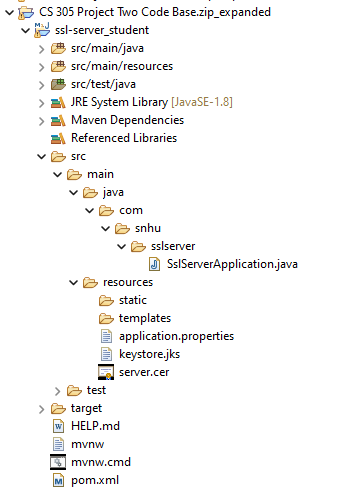 CS 305 Project Two Code Base.zip_expanded
ssl-server_student
src/main/java
src/main/resources
src/test/java
JRE System Library [JavaSE-1.8]
Maven Dependencies
Referenced Libraries
src
main
java
com
snhu
sslserver
SslServerApplication.java
resources
static
templates
application.properties
keystore.jks
server.cer
test
target
HELP.md
mvnw
mvnw.cmd
pom.xml